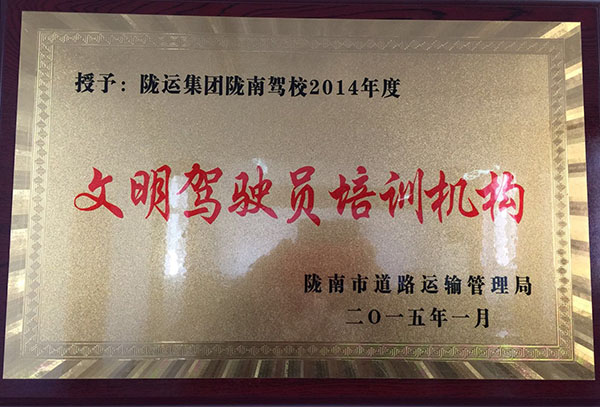 授予：陇运集团陇南驾校2014年度
文明驾驶员培训机构
陇南市道路运输管理局
二O一五年一月